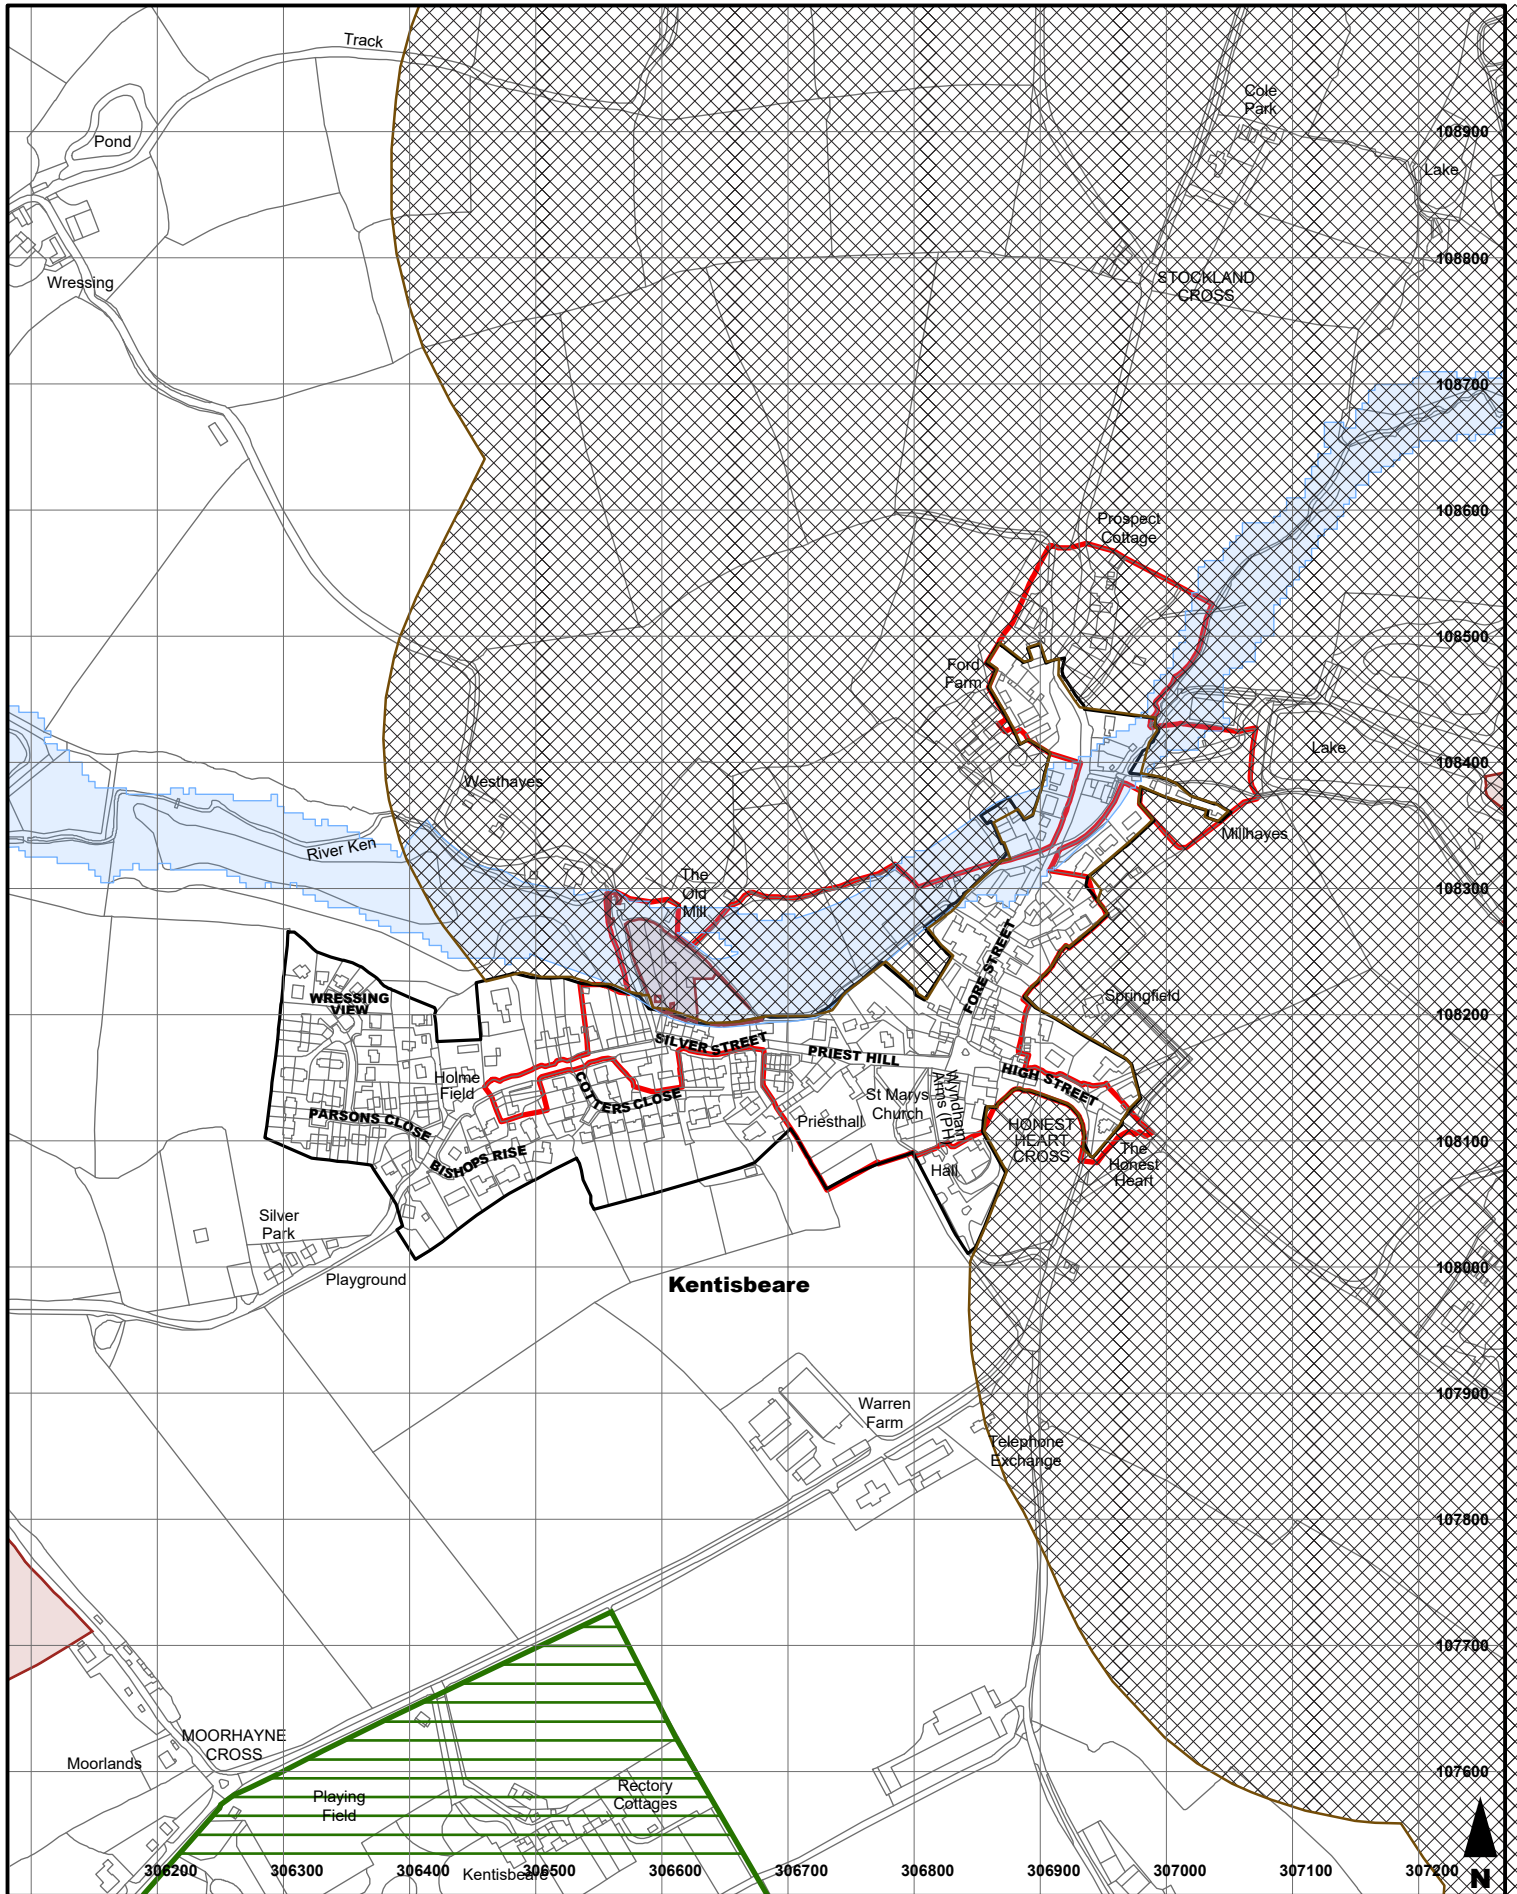 Track
Cole
Park
108900
Pond
Lake
108800
Wressing
STOCKLAND
CROSS
108700
108600
Prospect
Cottage
108500
Ford
Farm
Lake
108400
Westhayes
Millhayes
River Ken
The
Old
Mill
108300
FORE STREET
WRESSING
VIEW
Springfield
108200
SILVER STREET
PRIEST HILL
Holme
Field
COTTERS CLOSE
HIGH STREET
St Marys
Church
Wyndham
Arms (PH)
PARSONS CLOSE
Priesthall
HONEST
HEART
CROSS
108100
BISHOPS RISE
Hall
The
Honest
Heart
Silver
Park
Playground
108000
Kentisbeare
107900
Warren
Farm
Telephone
Exchange
107800
107700
MOORHAYNE
CROSS
Moorlands
107600
Playing
Field
Rectory
Cottages
306200
306300
306400
306500
306600
306700
306800
306900
307000
307100
307200
Kentisbeare
N